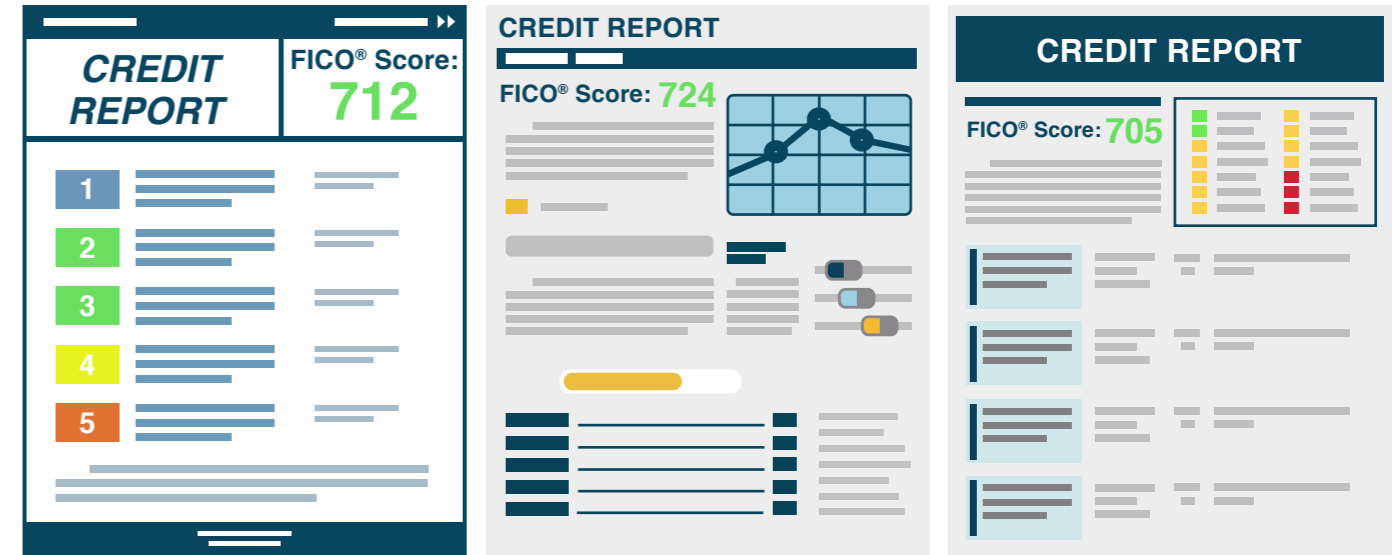 CREDIT
REPORT
FICO® Score:
712
1
2
3
4
5
CREDIT REPORT
FICO® Score: 724
CREDIT REPORT
FICO® Score: 705